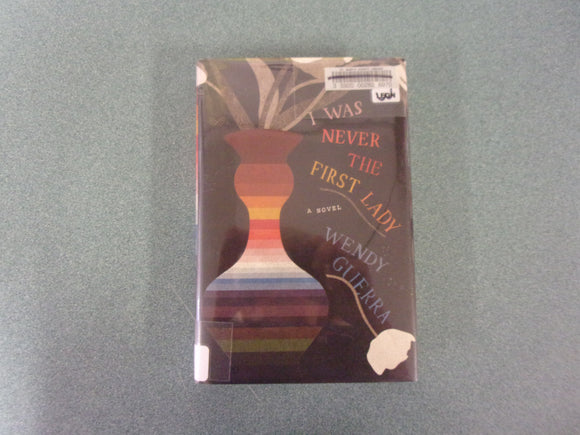 I WAS
NEVER
THE
FIRST LADY
A NOVEL
WENDY
GUERRA